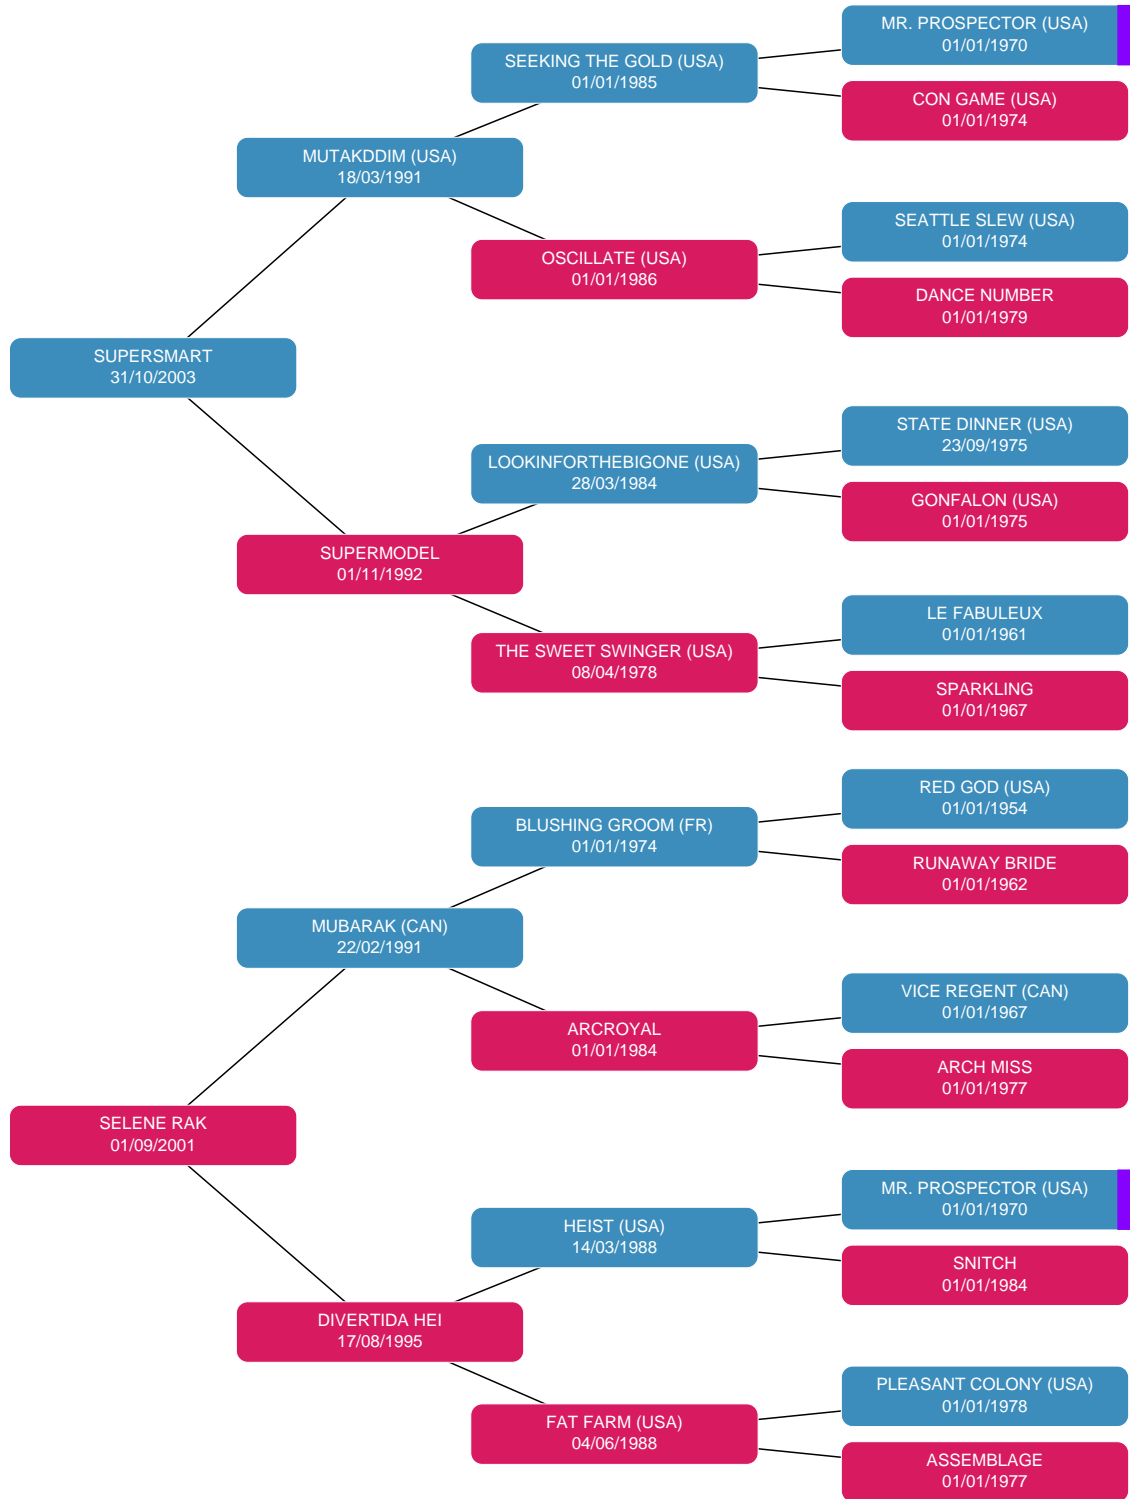 MR. PROSPECTOR (USA)
01/01/1970
SEEKING THE GOLD (USA)
01/01/1985
CON GAME (USA)
01/01/1974
MUTAKDDIM (USA)
18/03/1991
SEATTLE SLEW (USA)
01/01/1974
OSCILLATE (USA)
01/01/1986
DANCE NUMBER
01/01/1979
SUPERSMART
31/10/2003
STATE DINNER (USA)
23/09/1975
LOOKINFORTHEBIGONE (USA)
28/03/1984
GONFALON (USA)
01/01/1975
SUPERMODEL
01/11/1992
LE FABULEUX
01/01/1961
THE SWEET SWINGER (USA)
08/04/1978
SPARKLING
01/01/1967
RED GOD (USA)
01/01/1954
BLUSHING GROOM (FR)
01/01/1974
RUNAWAY BRIDE
01/01/1962
MUBARAK (CAN)
22/02/1991
VICE REGENT (CAN)
01/01/1967
ARCROYAL
01/01/1984
ARCH MISS
01/01/1977
SELENE RAK
01/09/2001
MR. PROSPECTOR (USA)
01/01/1970
HEIST (USA)
14/03/1988
SNITCH
01/01/1984
DIVERTIDA HEI
17/08/1995
PLEASANT COLONY (USA)
01/01/1978
FAT FARM (USA)
04/06/1988
ASSEMBLAGE
01/01/1977